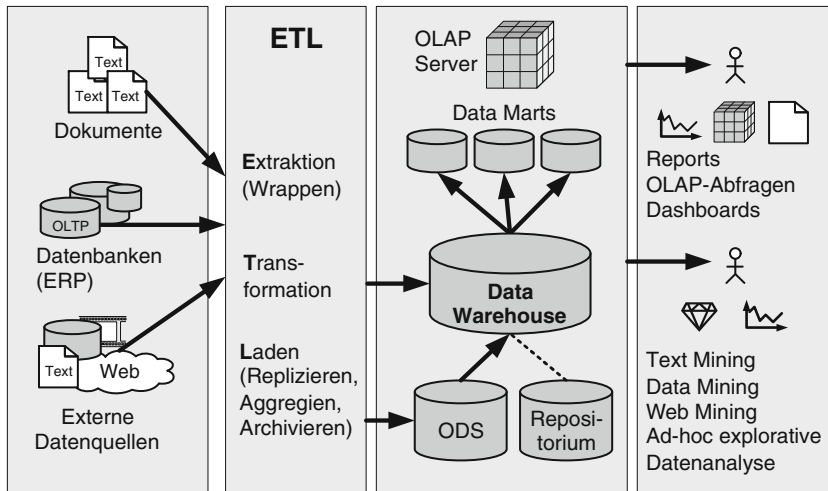 Text
Text
Text
Dokumente
OLTP
Datenbanken
(ERP)
Text
Web
Externe
Datenquellen
ETL
Extraktion
(Wrappen)
Trans-
formation
Laden
(Replizieren,
Aggregien,
Archivieren)
OLAP
Server
Data Marts
Data
Warehouse
ODS
Reposi-
torium
Reports
OLAP-Abfragen
Dashboards
Text Mining
Data Mining
Web Mining
Ad-hoc explorative
Datenanalyse